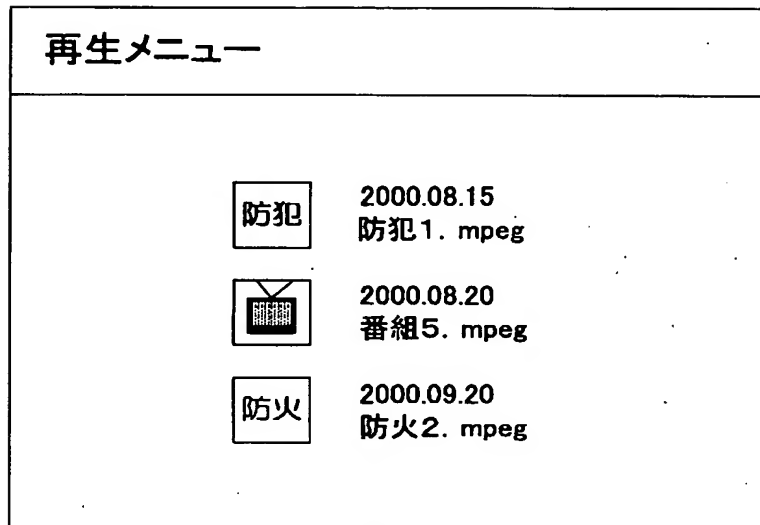 再生メニュー
防犯
2000.08.15
防犯1. mpeg
2000.08.20
番組5. mpeg
防火
2000.09.20
防火2. mpeg